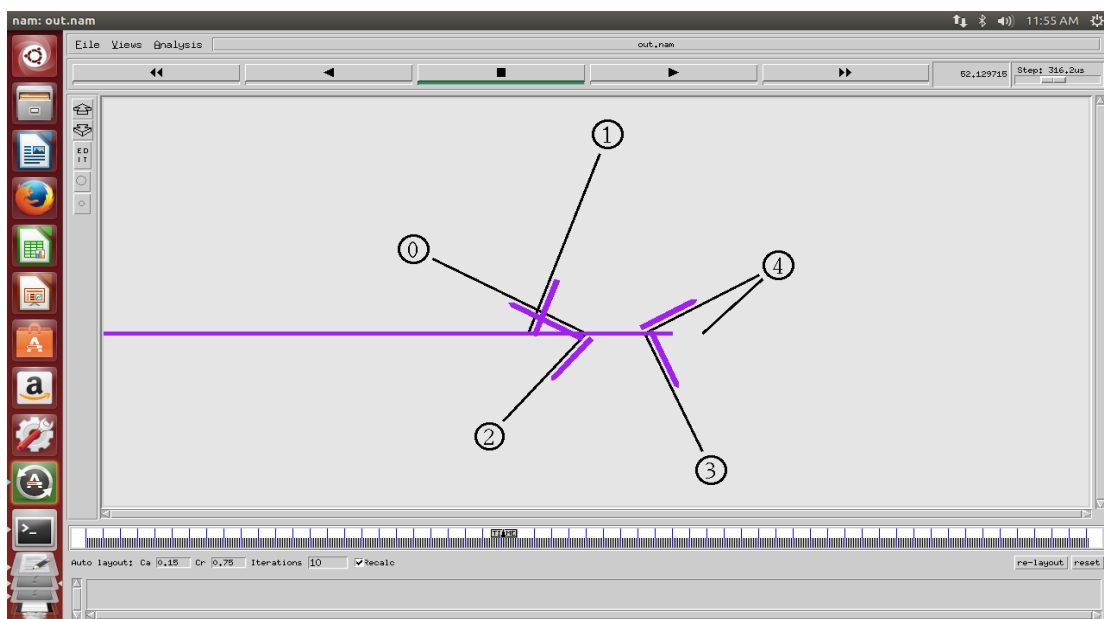 nam: out.nam
11:55 AM
File Views Analysis out.nam
52.129715 Step: 316.2us
ED
IT
1
0
4
2
3
TIME
Auto layout: Ca 0.15 Cr 0.75 Iterations 10 Recalc
re-layout reset